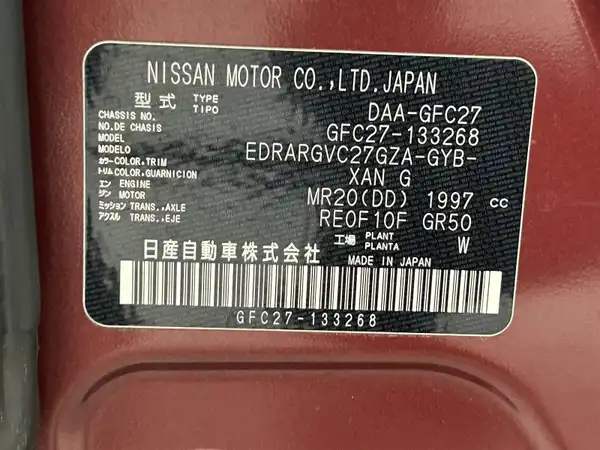 NISSAN MOTOR CO.,LTD.JAPAN
型式 TYPE TIPO DAA-GFC27
CHASSIS NO.
NO.DE CHASIS GFC27-133268
MODEL
MODELO EDRARGVC27GZA-GYB-
カラー COLOR,TRIM
トリム COLOR,GUARNICION XAN G
エンジン ENGINE MOTOR MR20(DD) 1997 cc
ミッション TRANS.,AXLE
アクスル TRANS.,EJE RE0F10F GR50
工場 PLANT PLANTA W
日産自動車株式会社
MADE IN JAPAN
GFC27-133268